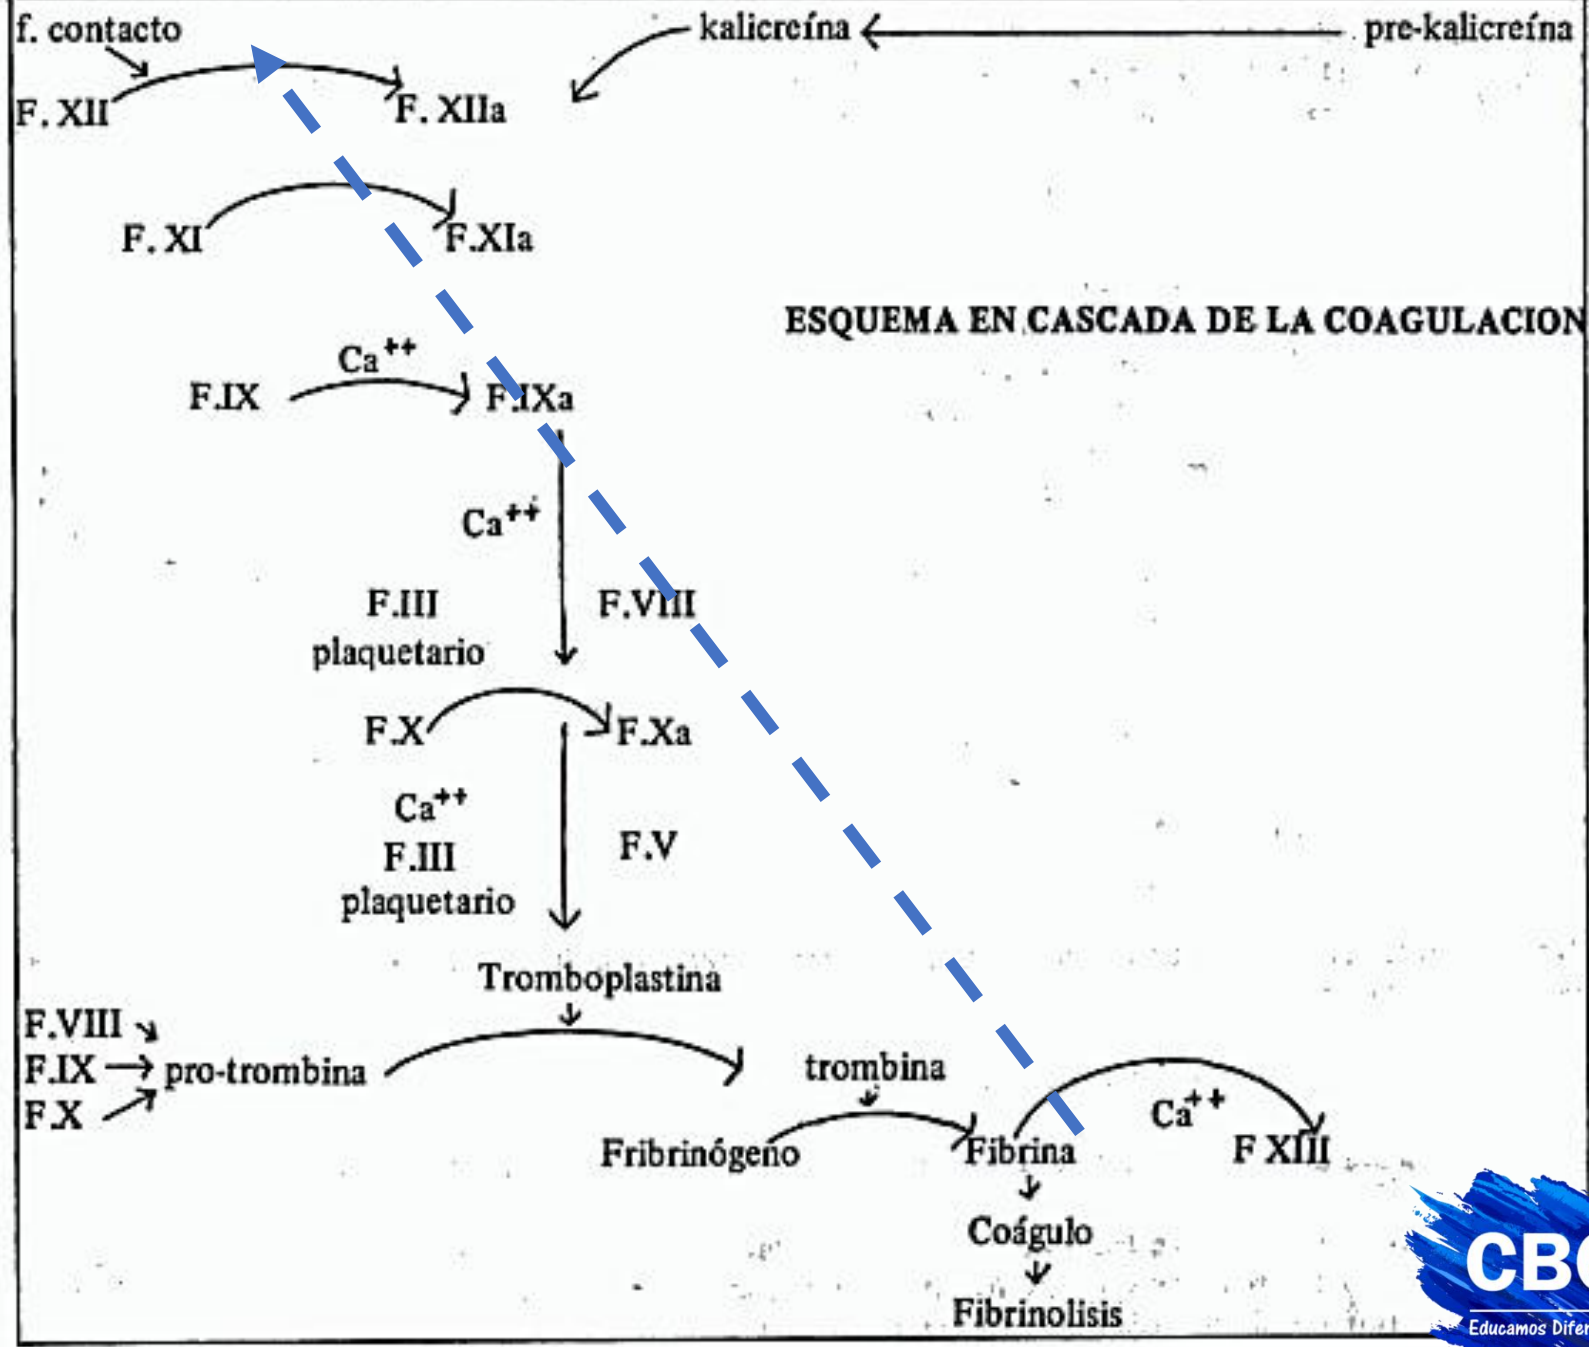 f. contacto
kalicreína
pre-kalicreína
F. XII
F. XIIa
F. XI
F.XIa
ESQUEMA EN CASCADA DE LA COAGULACION
Ca++
F.IX
F.IXa
Ca++
F.III
plaquetario
F.VIII
F.X
F.Xa
Ca++
F.III
plaquetario
F.V
Tromboplastina
F.VIII
F.IX
F.X
pro-trombina
trombina
Fribrinógeno
Fibrina
Ca++
F XIII
Coágulo
Fibrinolisis
Educamos